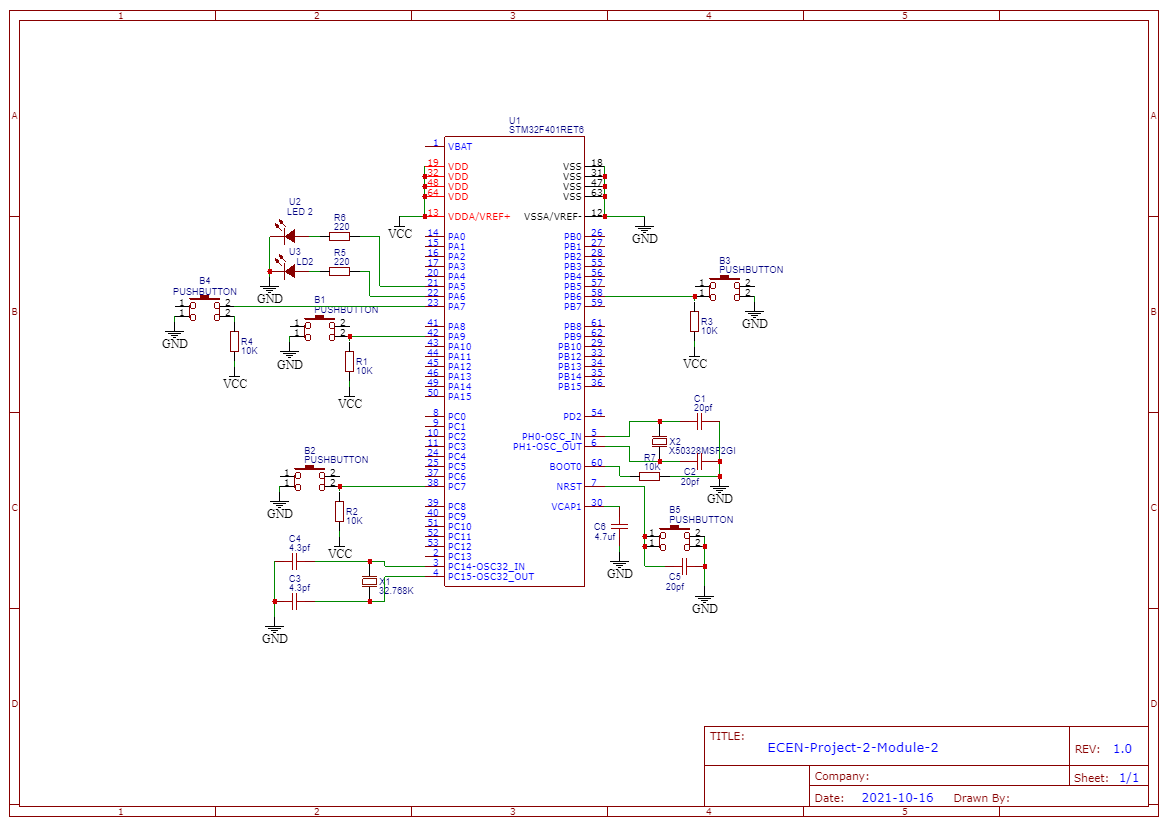 1 2 3 4 5
A A
B B
C C
D D
1 2 3 4 5
U1
STM32F401RET6
1 VBAT
19 VDD
32 VDD
48 VDD
64 VDD
13 VDDA/VREF+
VCC
14 PA0
15 PA1
16 PA2
17 PA3
20 PA4
21 PA5
22 PA6
23 PA7
41 PA8
42 PA9
43 PA10
44 PA11
45 PA12
46 PA13
49 PA14
50 PA15
8 PC0
9 PC1
10 PC2
11 PC3
24 PC4
25 PC5
37 PC6
38 PC7
39 PC8
40 PC9
51 PC10
52 PC11
53 PC12
2 PC13
3 PC14-OSC32_IN
4 PC15-OSC32_OUT
VSS 18
VSS 31
VSS 47
VSS 63
VSSA/VREF- 12
GND
PB0 26
PB1 27
PB2 28
PB3 55
PB4 56
PB5 57
PB6 58
PB7 59
PB8 61
PB9 62
PB10 29
PB12 33
PB13 34
PB14 35
PB15 36
PD2 54
PH0-OSC_IN 5
PH1-OSC_OUT 6
BOOT0 60
NRST 7
VCAP1 30
U2
LED 2
R6
220
U3
LD2
R5
220
GND
B4
PUSHBUTTON
1 2
1 2
GND
R4
10K
VCC
B1
PUSHBUTTON
1 2
1 2
GND
R1
10K
VCC
B2
PUSHBUTTON
1 2
1 2
GND
R2
10K
VCC
C4
4.3pf
C3
4.3pf
X1
32.768K
GND
B3
PUSHBUTTON
1 2
1 2
GND
R3
10K
VCC
C1
20pf
X2
X50328MSB2GI
R7
10K
C2
20pf
GND
B5
PUSHBUTTON
1 2
1 2
C6
4.7uf
GND
C5
20pf
GND
TITLE:
ECEN-Project-2-Module-2
REV: 1.0
Company:
Sheet: 1/1
Date: 2021-10-16 Drawn By: